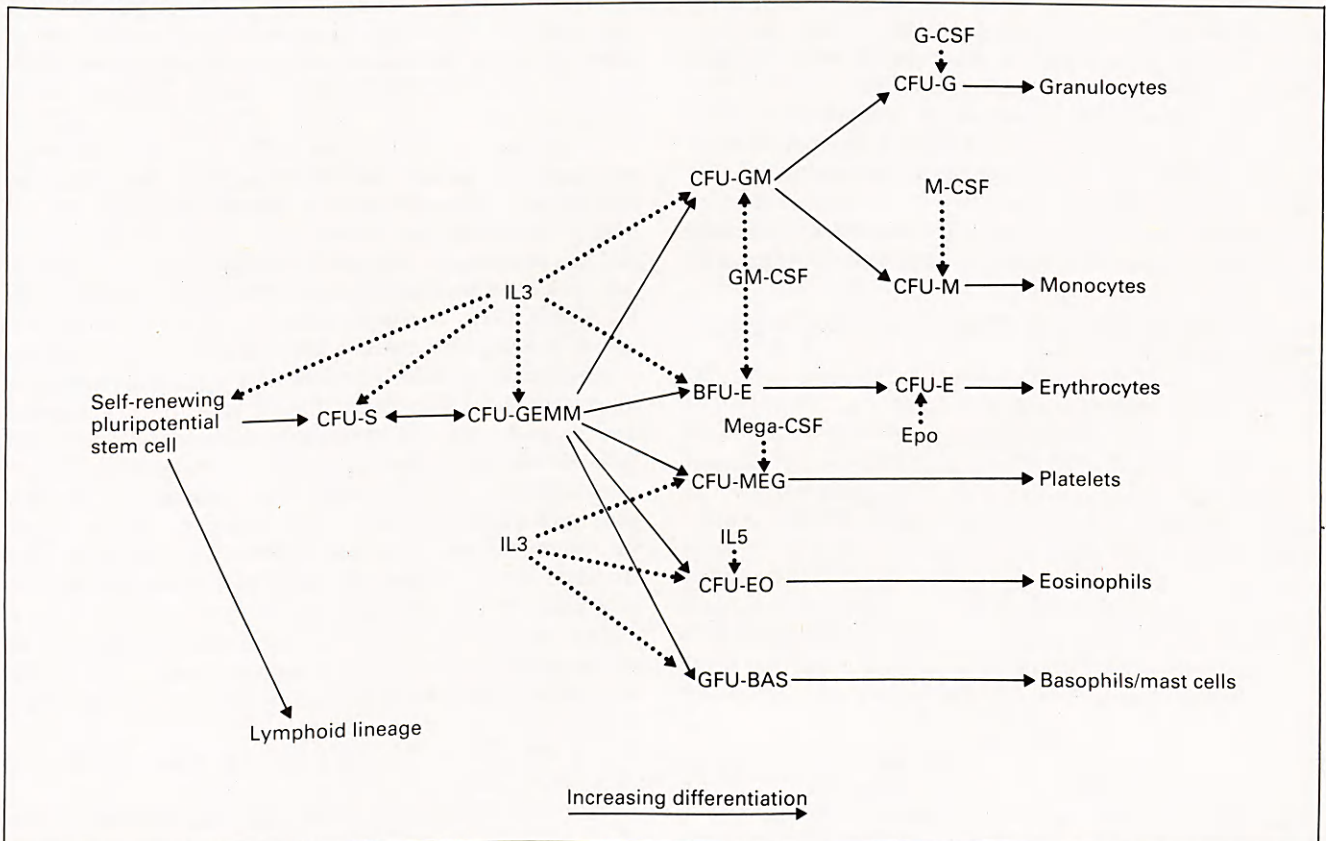 G-CSF
CFU-G
Granulocytes
CFU-GM
M-CSF
GM-CSF
CFU-M
Monocytes
IL3
Self-renewing
pluripotential
stem cell
CFU-S
CFU-GEMM
BFU-E
CFU-E
Erythrocytes
Mega-CSF
Epo
CFU-MEG
Platelets
IL3
IL5
CFU-EO
Eosinophils
GFU-BAS
Basophils/mast cells
Lymphoid lineage
Increasing differentiation